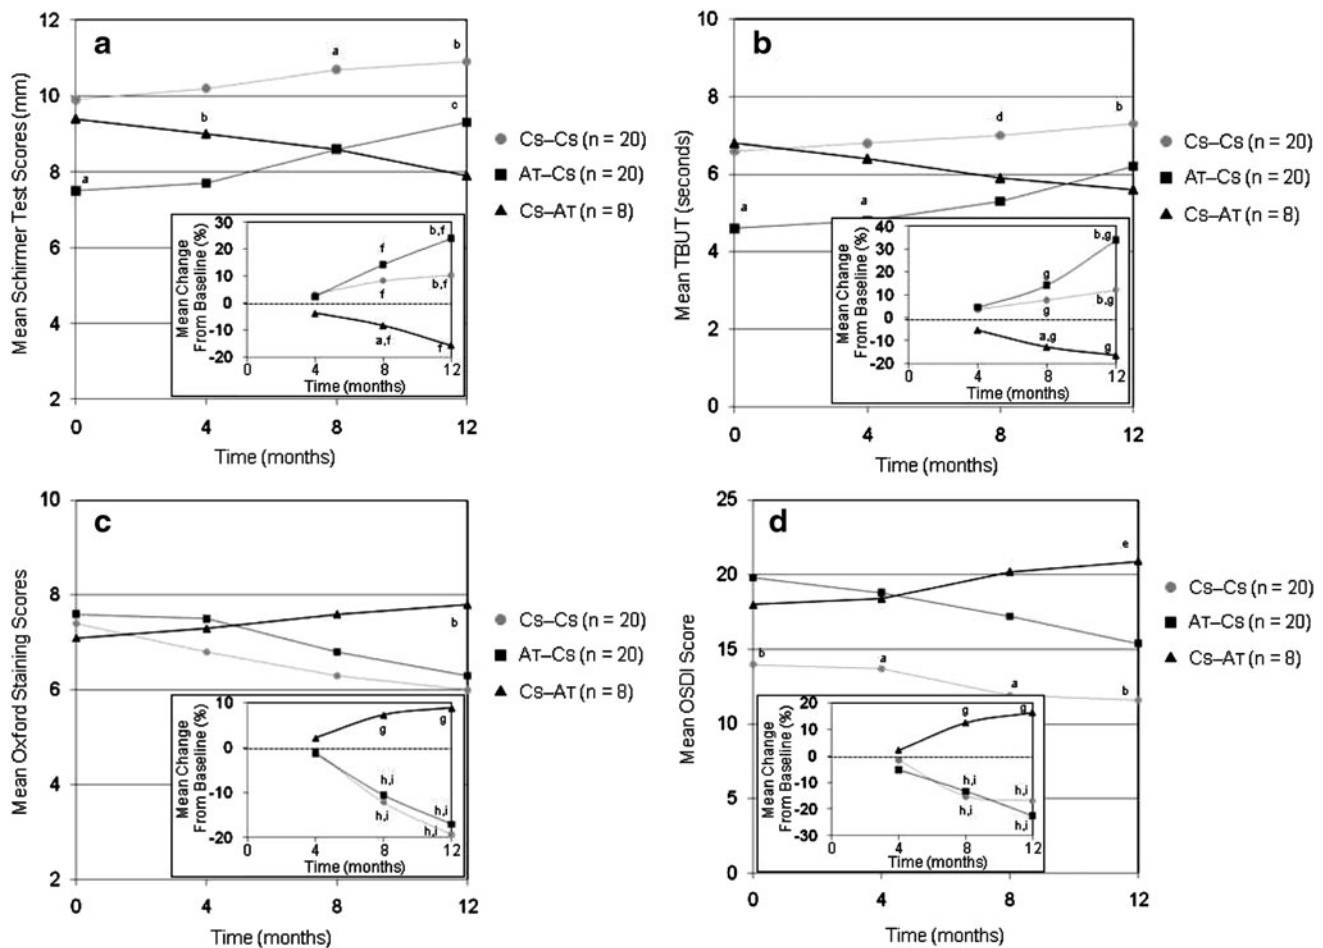 a
Mean Schirmer Test Scores (mm)
12
10
8
6
4
2
0 4 8 12
Time (months)
a
b
b
c
a
Cs–Cs (n = 20)
AT–Cs (n = 20)
Cs–AT (n = 8)
Mean Change
From Baseline (%)
30
20
10
0
-10
-20
0 4 8 12
Time (months)
b,f
f
b,f
f
a,f
f
b
Mean TBUT (seconds)
10
8
6
4
2
0
0 4 8 12
Time (months)
d
b
a
a
Cs–Cs (n = 20)
AT–Cs (n = 20)
Cs–AT (n = 8)
Mean Change
From Baseline (%)
40
30
20
10
0
-10
-20
0 4 8 12
Time (months)
b,g
g
b,g
g
a,g
g
c
Mean Oxford Staining Scores
10
8
6
4
2
0 4 8 12
Time (months)
b
Cs–Cs (n = 20)
AT–Cs (n = 20)
Cs–AT (n = 8)
Mean Change
From Baseline (%)
10
0
-10
-20
0 4 8 12
Time (months)
g
g
h,i
h,i
h,i
h,i
d
Mean OSDI Score
25
20
15
10
5
0
0 4 8 12
Time (months)
e
b
a
a
b
Cs–Cs (n = 20)
AT–Cs (n = 20)
Cs–AT (n = 8)
Mean Change
From Baseline (%)
20
10
0
-10
-20
-30
0 4 8 12
Time (months)
g
g
h,i
h,i
h,i
h,i